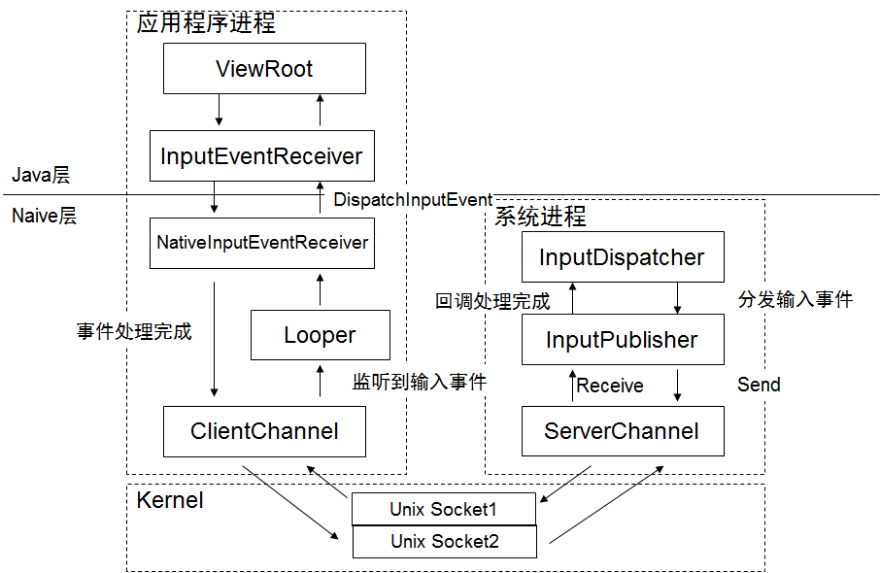 应用程序进程
ViewRoot
InputEventReceiver
Java层
DispatchInputEvent
Naive层
NativeInputEventReceiver
系统进程
InputDispatcher
回调处理完成
分发输入事件
事件处理完成
Looper
InputPublisher
监听到输入事件
Receive
Send
ClientChannel
ServerChannel
Kernel
Unix Socket1
Unix Socket2